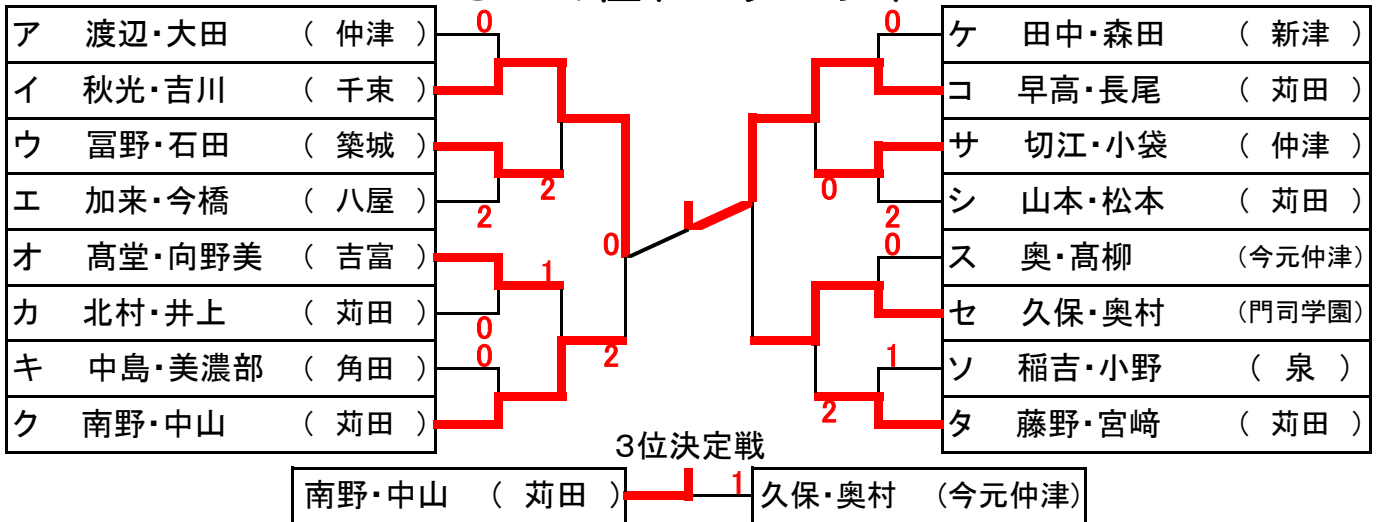 0 0
ア 渡辺・大田 ( 仲津 ) ケ 田中・森田 ( 新津 )
イ 秋光・吉川 ( 千束 ) コ 早高・長尾 ( 苅田 )
ウ 冨野・石田 ( 築城 ) サ 切江・小袋 ( 仲津 )
2 0
エ 加来・今橋 ( 八屋 ) シ 山本・松本 ( 苅田 )
2 2
0 0
オ 髙堂・向野美 ( 吉富 ) ス 奥・髙柳 (今元仲津)
1
カ 北村・井上 ( 苅田 ) セ 久保・奥村 (門司学園)
0
0 2 1
キ 中島・美濃部 ( 角田 ) ソ 稲吉・小野 ( 泉 )
2
ク 南野・中山 ( 苅田 ) タ 藤野・宮﨑 ( 苅田 )
3位決定戦
南野・中山 ( 苅田 ) 1 久保・奥村 (今元仲津)